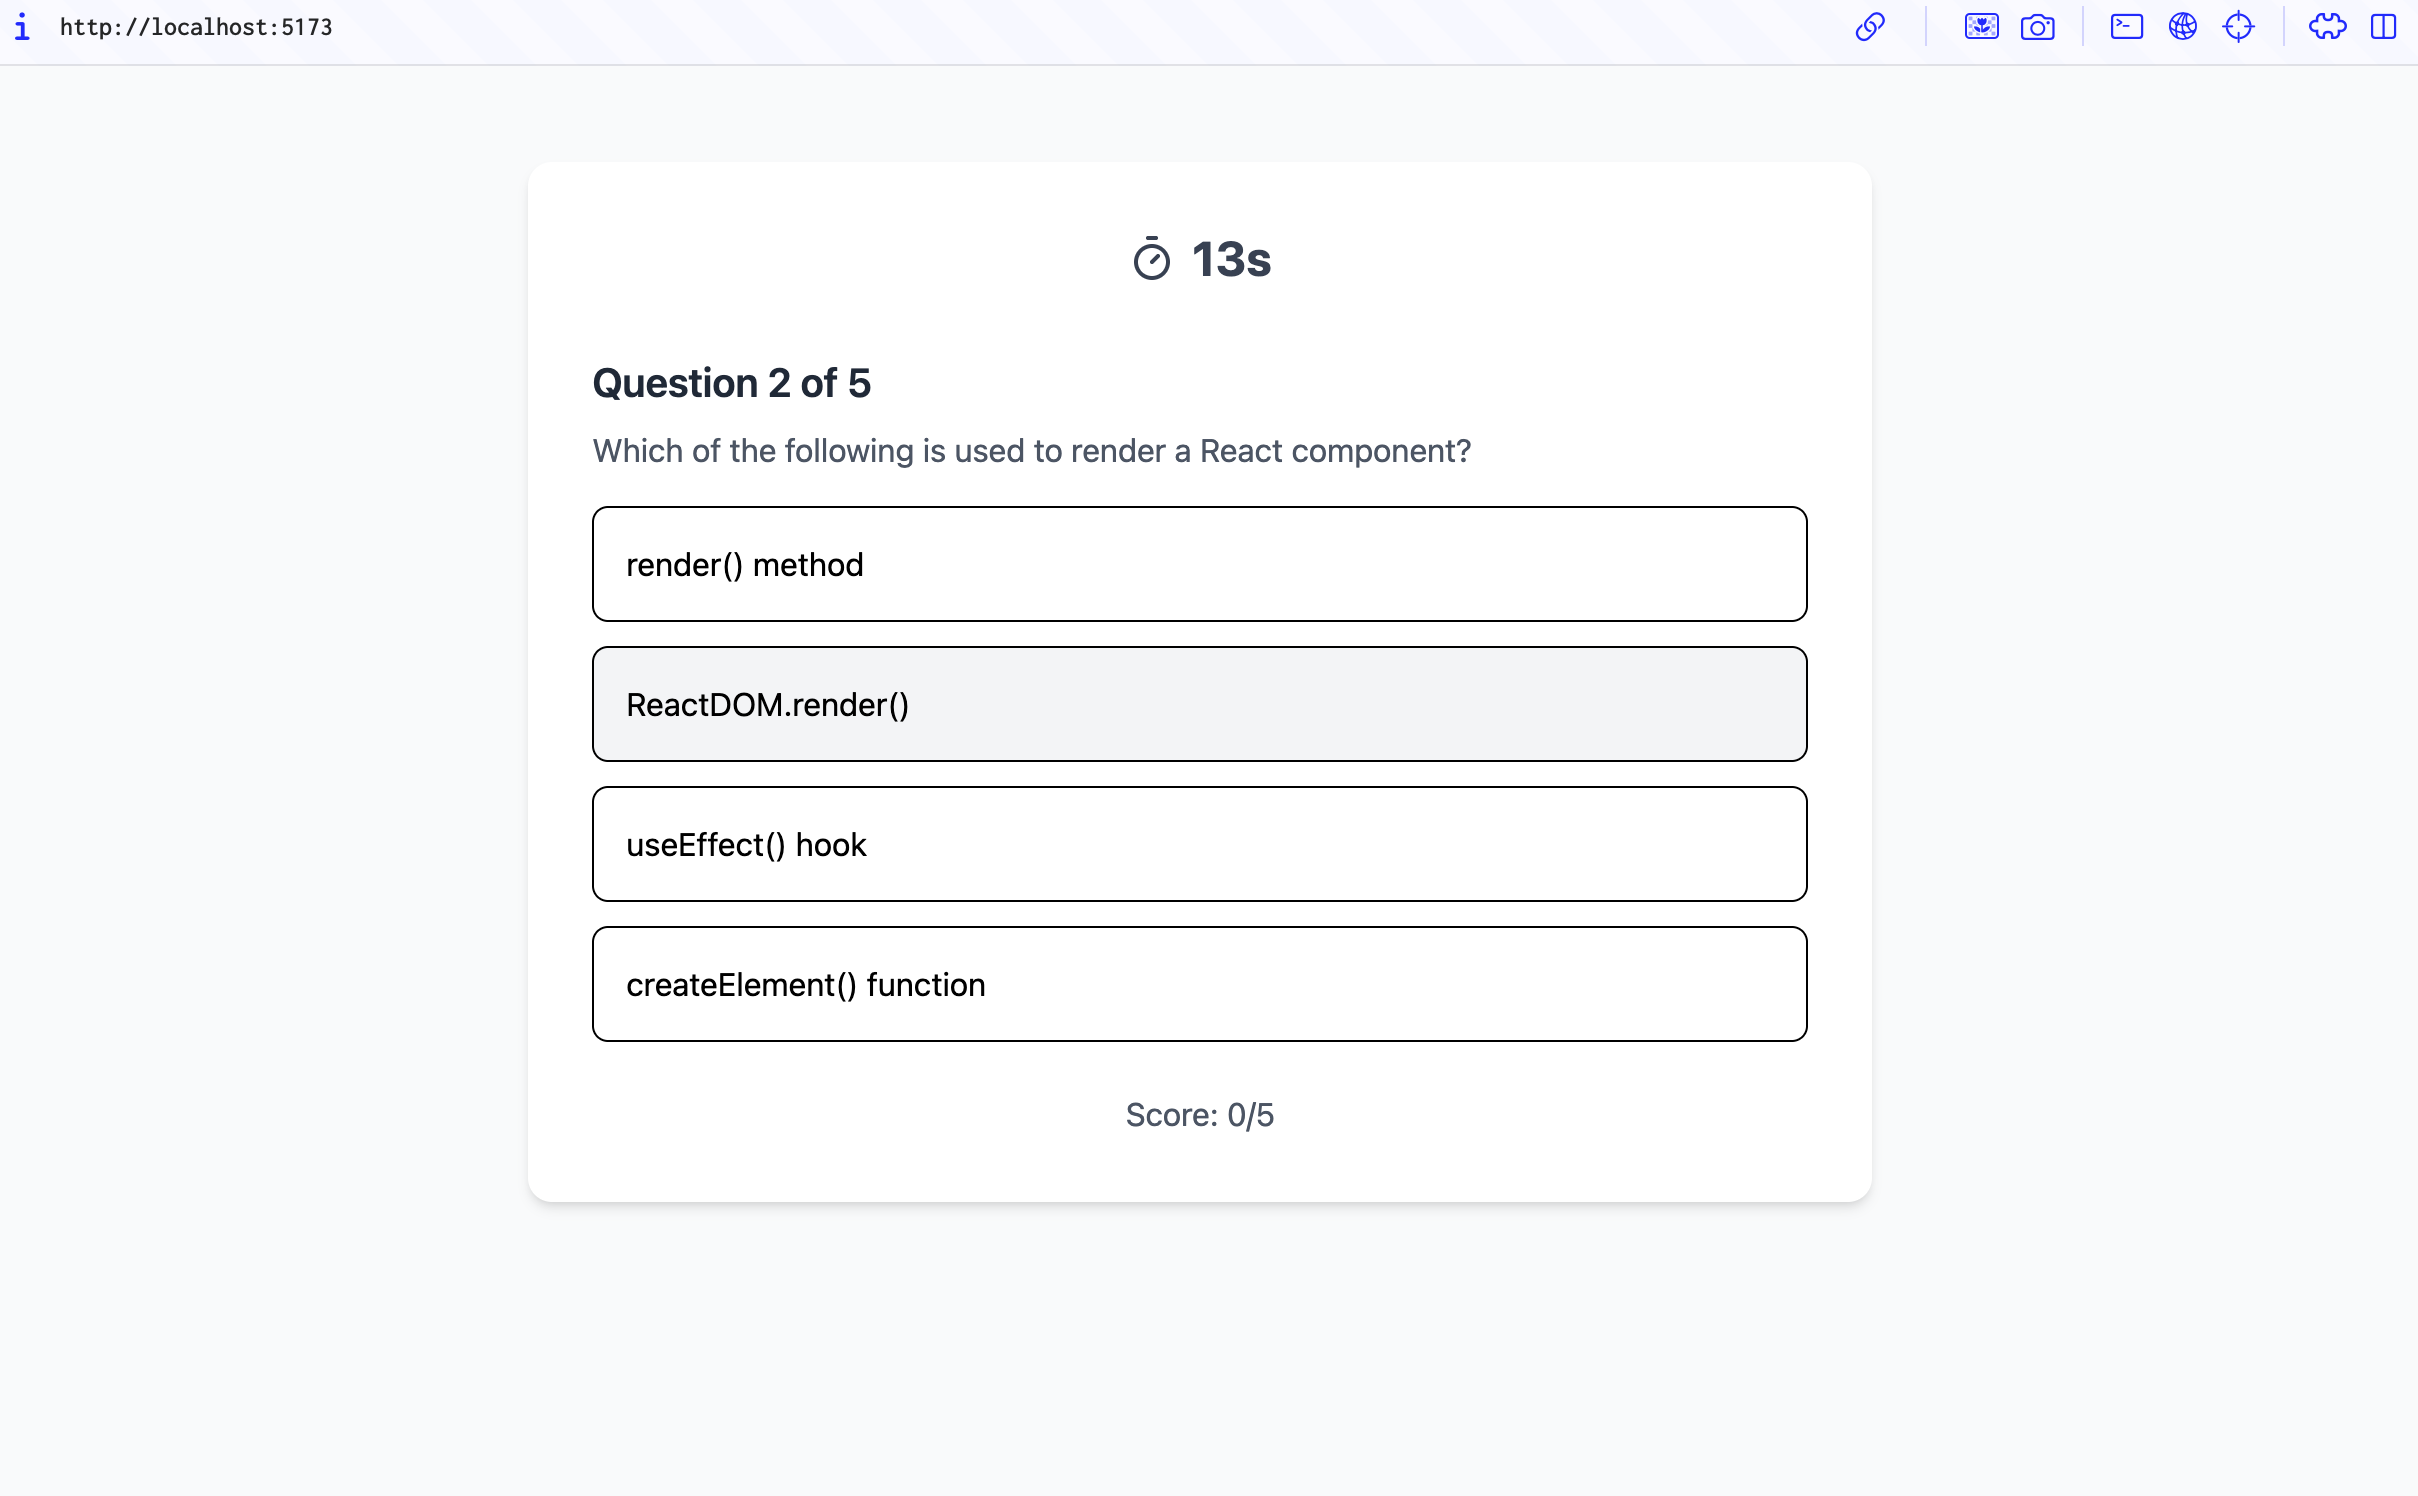 i http://localhost:5173
13s
Question 2 of 5
Which of the following is used to render a React component?
render() method
ReactDOM.render()
useEffect() hook
createElement() function
Score: 0/5